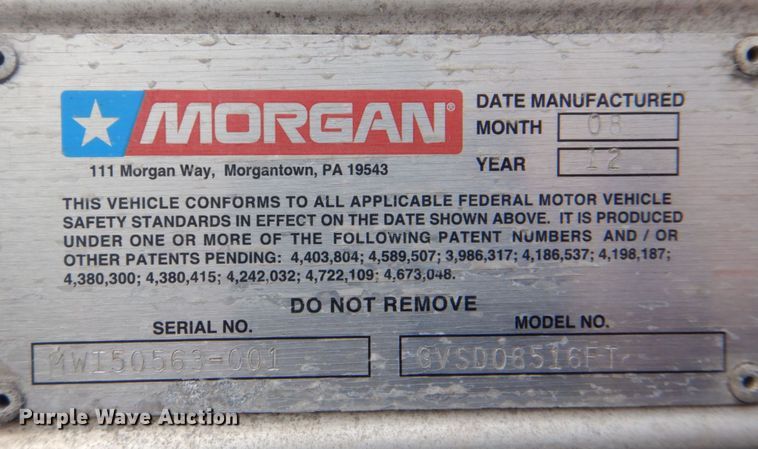 MORGAN®
111 Morgan Way, Morgantown, PA 19543
DATE MANUFACTURED
MONTH 08
YEAR 12
THIS VEHICLE CONFORMS TO ALL APPLICABLE FEDERAL MOTOR VEHICLE
SAFETY STANDARDS IN EFFECT ON THE DATE SHOWN ABOVE. IT IS PRODUCED
UNDER ONE OR MORE OF THE FOLLOWING PATENT NUMBERS AND / OR
OTHER PATENTS PENDING: 4,403,804; 4,589,507; 3,986,317; 4,186,537; 4,198,187;
4,380,300; 4,380,415; 4,242,032; 4,722,109; 4,673,048.
DO NOT REMOVE
SERIAL NO.
MWI50563-001
MODEL NO.
GVSD08516FT
Purple Wave Auction